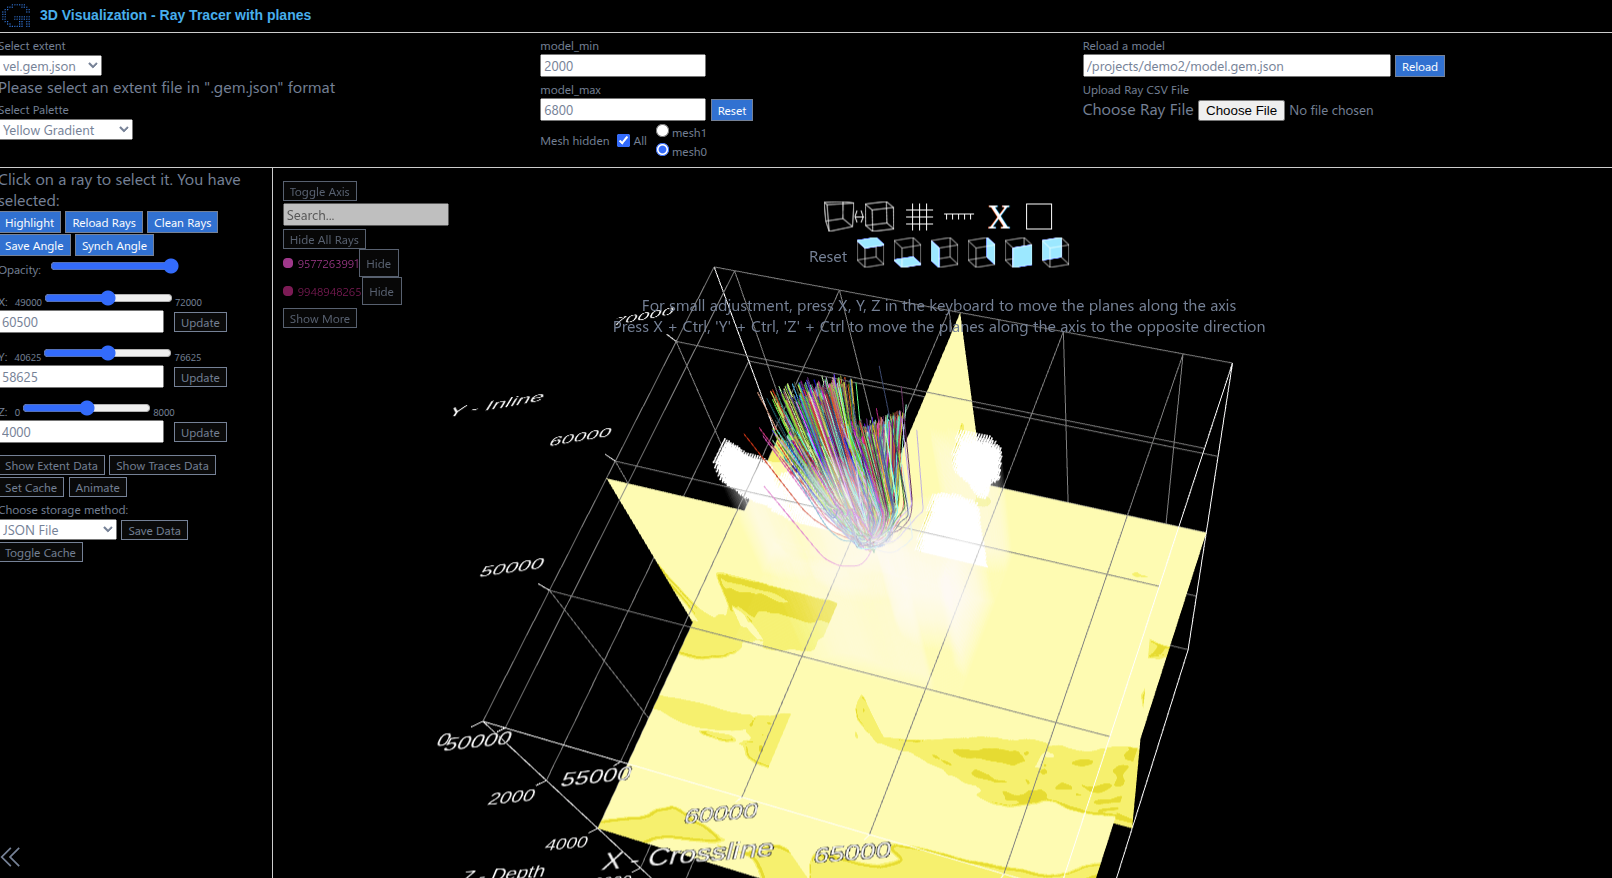 3D Visualization - Ray Tracer with planes
Select extent
vel.gem.json
Please select an extent file in ".gem.json" format
Select Palette
Yellow Gradient
model_min
2000
model_max
6800
Reset
Mesh hidden
All
mesh1
mesh0
Reload a model
/projects/demo2/model.gem.json
Reload
Upload Ray CSV File
Choose Ray File
Choose File
No file chosen
Click on a ray to select it. You have
selected:
Highlight
Reload Rays
Clean Rays
Save Angle
Synch Angle
Opacity:
X: 49000
72000
60500
Update
Y: 40625
76625
58625
Update
Z: 0
8000
4000
Update
Show Extent Data
Show Traces Data
Set Cache
Animate
Choose storage method:
JSON File
Save Data
Toggle Cache
Toggle Axis
Search...
Hide All Rays
9577263991
Hide
9948948265
Hide
Show More
X
Reset
For small adjustment, press X, Y, Z in the keyboard to move the planes along the axis
Press X + Ctrl, 'Y' + Ctrl, 'Z' + Ctrl to move the planes along the axis to the opposite direction
70000
Y - Inline
60000
50000
0
50000
55000
2000
60000
4000
X - Crossline
65000
Z - Depth